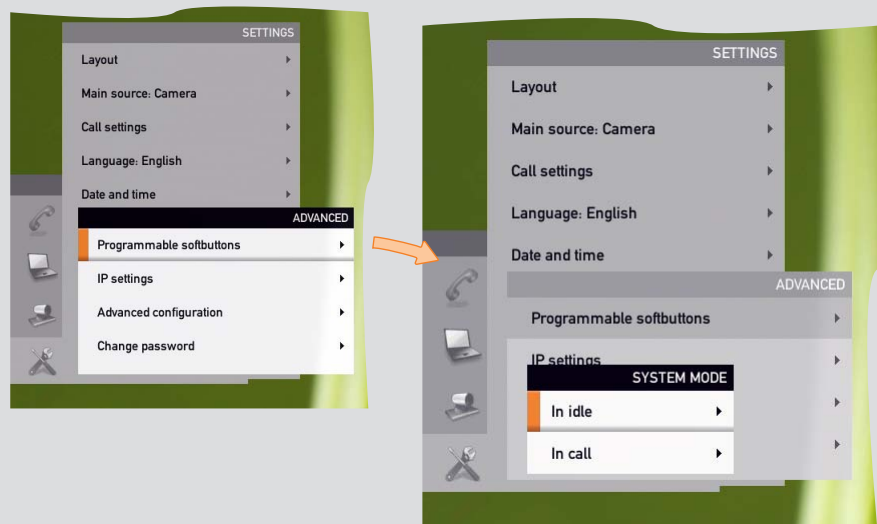 SETTINGS
Layout
Main source: Camera
Call settings
Language: English
Date and time
ADVANCED
Programmable softbuttons
IP settings
Advanced configuration
Change password
SETTINGS
Layout
Main source: Camera
Call settings
Language: English
Date and time
ADVANCED
Programmable softbuttons
IP settings
SYSTEM MODE
In idle
In call